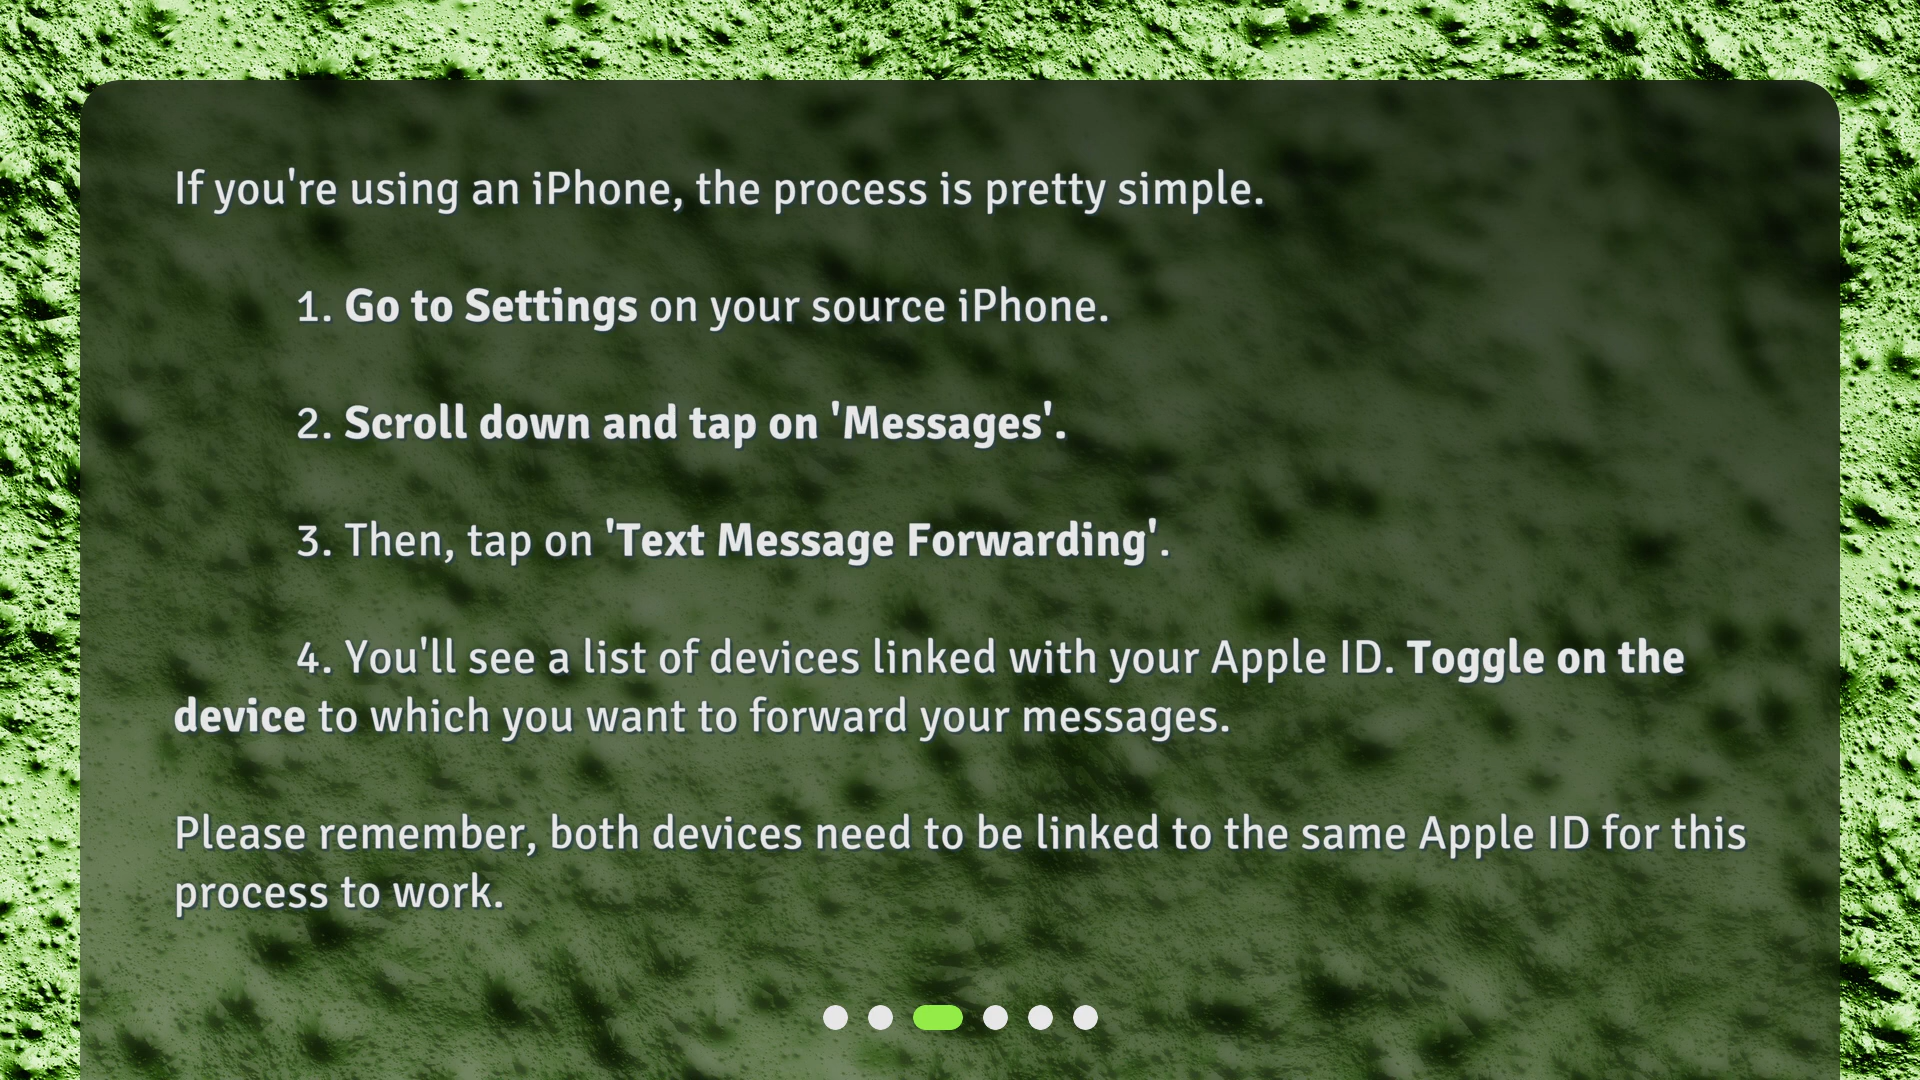 If you're using an iPhone, the process is pretty simple.
1. Go to Settings on your source iPhone.
2. Scroll down and tap on 'Messages'.
3. Then, tap on 'Text Message Forwarding'.
4. You'll see a list of devices linked with your Apple ID. Toggle on the
device to which you want to forward your messages.
Please remember, both devices need to be linked to the same Apple ID for this
process to work.